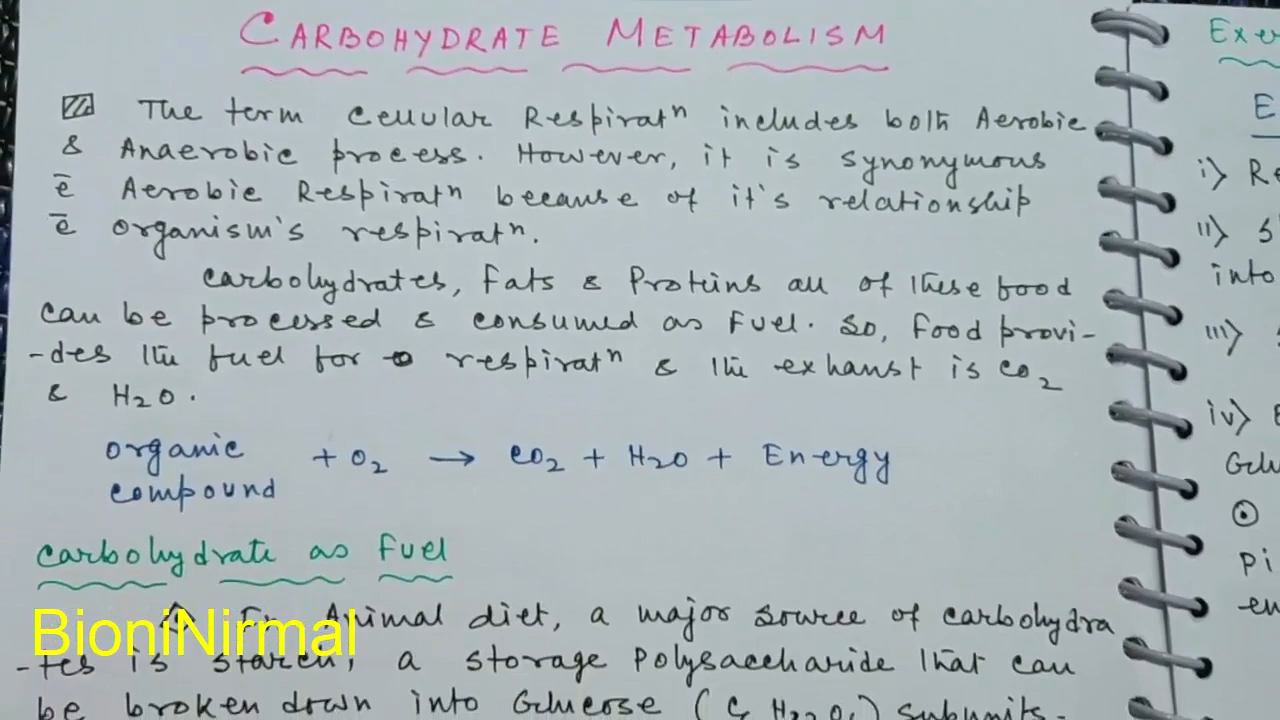 CARBOHYDRATE METABOLISM
The term Cellular Respiratⁿ includes both Aerobic
& Anaerobic process. However, it is synonymous
c̄ Aerobic Respiratⁿ because of it's relationship
c̄ organism's respiratⁿ.
Carbohydrates, Fats & Proteins all of these food
can be processed & consumed as Fuel. So, Food provi-
-des the fuel for respiratⁿ & the exhaust is CO₂
& H2O.
organic + O₂ → CO₂ + H2O + Energy
compound
Carbohydrate as Fuel
In Animal diet, a major source of carbohydra
-tes is starch, a storage Polysaccharide that can
be broken down into Glucose ( ) subunits.
BioniNirmal
Exer
E
i) Re
ii) S
into
iii)
iv) E
Glu
Pi
en